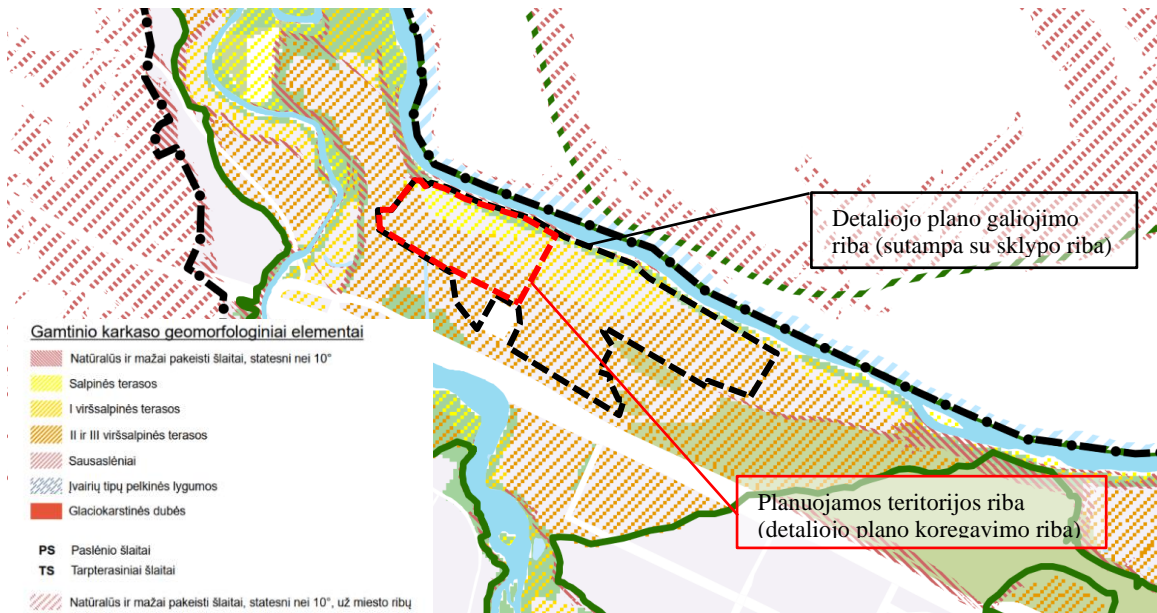 Detaliojo plano galiojimo
riba (sutampa su sklypo riba)
Gamtinio karkaso geomorfologiniai elementai
Natūralūs ir mažai pakeisti šlaitai, statesni nei 10°
Salpinės terasos
I viršsalpinės terasos
II ir III viršsalpinės terasos
Sausaslėniai
Įvairių tipų pelkinės lygumos
Glaciokarstinės dubės
PS Paslėnio šlaitai
TS Tarpterasiniai šlaitai
Natūralūs ir mažai pakeisti šlaitai, statesni nei 10°, už miesto ribų
Planuojamos teritorijos riba
(detaliojo plano koregavimo riba)